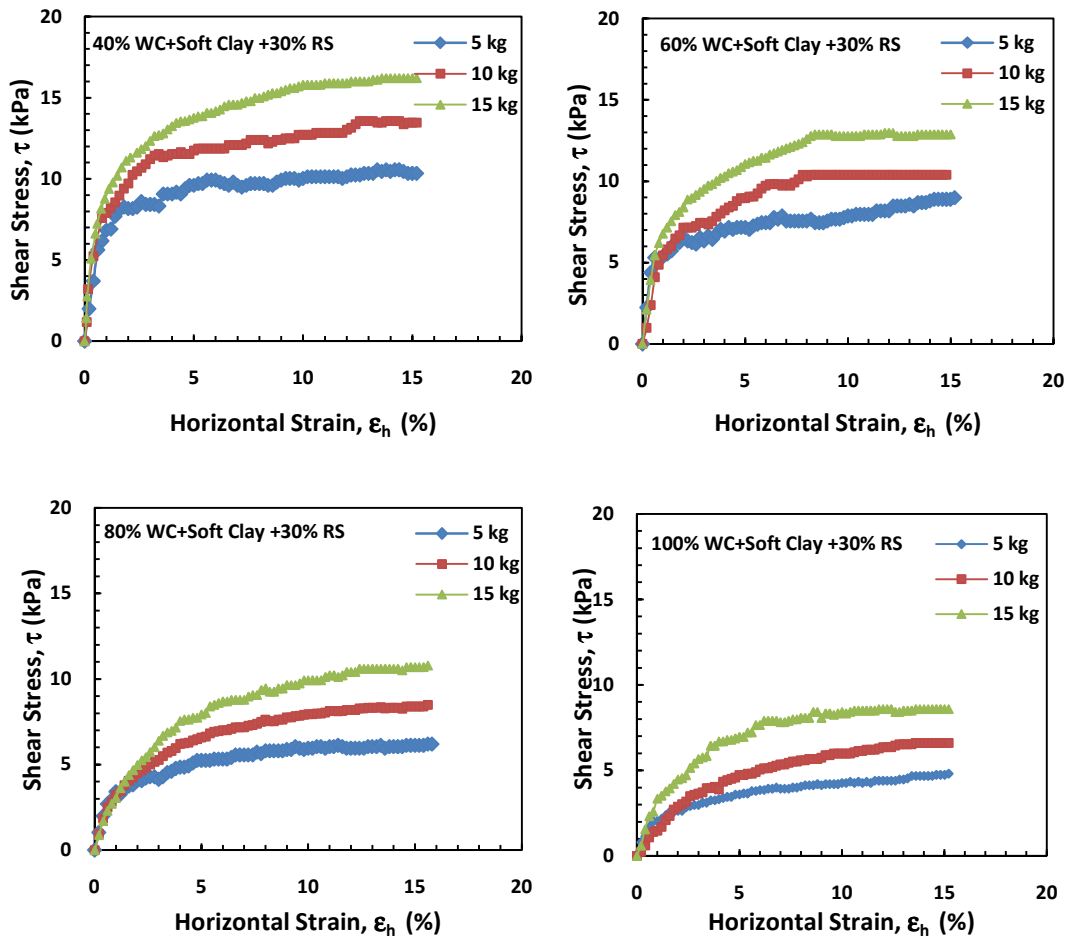 40% WC+Soft Clay +30% RS
5 kg
10 kg
15 kg
Shear Stress, τ (kPa)
20
15
10
5
0
0 5 10 15 20
Horizontal Strain, εh (%)
60% WC+Soft Clay +30% RS
5 kg
10 kg
15 kg
Shear Stress, τ (kPa)
20
15
10
5
0
0 5 10 15 20
Horizontal Strain, εh (%)
80% WC+Soft Clay +30% RS
5 kg
10 kg
15 kg
Shear Stress, τ (kPa)
20
15
10
5
0
0 5 10 15 20
Horizontal Strain, εh (%)
100% WC+Soft Clay +30% RS
5 kg
10 kg
15 kg
Shear Stress, τ (kPa)
20
15
10
5
0
0 5 10 15 20
Horizontal Strain, εh (%)